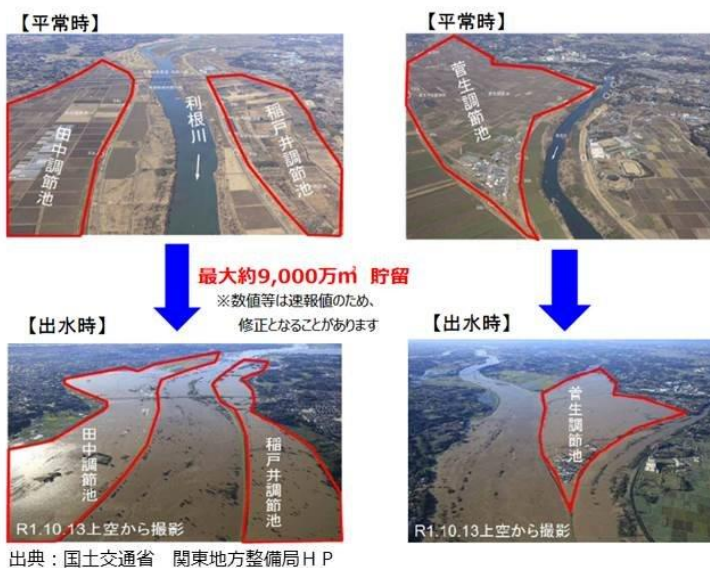 【平常時】
【平常時】
田中調節池
利根川
稲戸井調節池
菅生調節池
最大約9,000万㎥ 貯留
※数値等は速報値のため、
修正となることがあります
【出水時】
【出水時】
田中調節池
稲戸井調節池
菅生調節池
R1.10.13上空から撮影
R1.10.13上空から撮影
出典：国土交通省 関東地方整備局ＨＰ